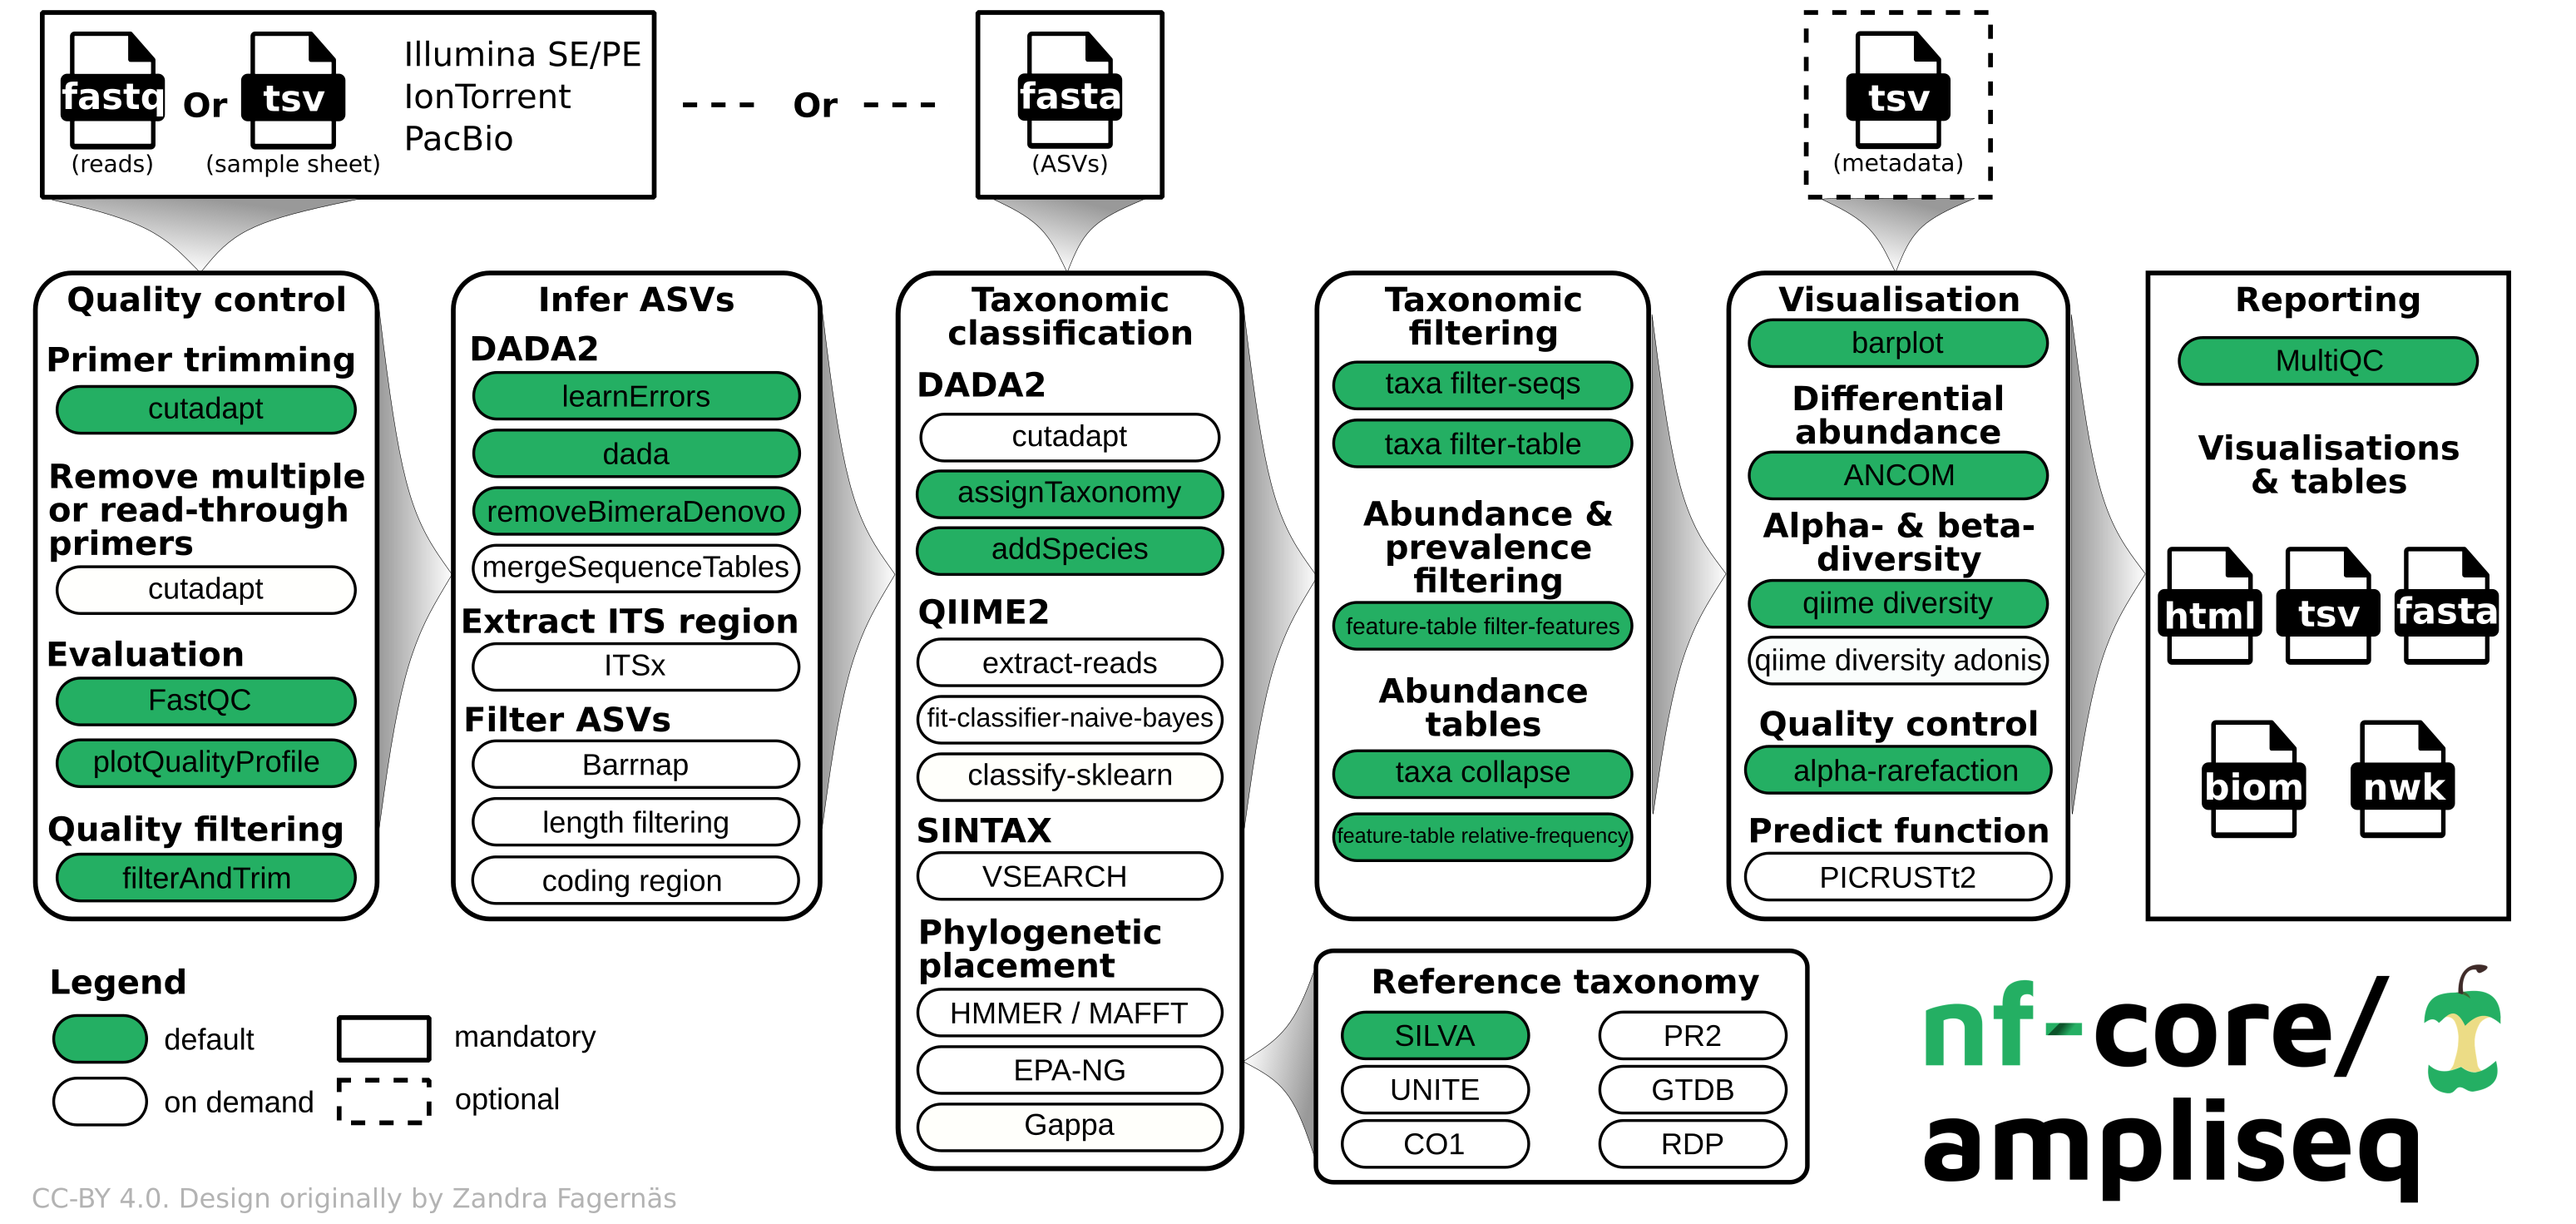 fastq
(reads)
Or
tsv
(sample sheet)
Illumina SE/PE
IonTorrent
PacBio
Or
fasta
(ASVs)
tsv
(metadada)
Quality control
Primer trimming
cutadapt
Remove multiple
or read-through
primers
cutadapt
Evaluation
FastQC
plotQualityProfile
Quality filtering
filterAndTrim
Infer ASVs
DADA2
learnErrors
dada
removeBimeraDenovo
mergeSequenceTables
Extract ITS region
ITSx
Filter ASVs
Barrnap
length filtering
coding region
Taxonomic
classification
DADA2
cutadapt
assignTaxonomy
addSpecies
QIIME2
extract-reads
fit-classifier-naive-bayes
classify-sklearn
SINTAX
VSEARCH
Phylogenetic
placement
HMMER / MAFFT
EPA-NG
Gappa
Taxonomic
filtering
taxa filter-seqs
taxa filter-table
Abundance &
prevalence
filtering
feature-table filter-features
Abundance
tables
taxa collapse
feature-table relative-frequency
Visualisation
barplot
Differential
abundance
ANCOM
Alpha- & beta-
diversity
qiime diversity
qiime diversity adonis
Quality control
alpha-rarefaction
Predict function
PICRUSTt2
Reporting
MultiQC
Visualisations
& tables
html
tsv
fasta
biom
nwk
Reference taxonomy
SILVA
PR2
UNITE
GTDB
CO1
RDP
Legend
default
mandatory
on demand
optional
nf-core/
ampliseq
CC-BY 4.0. Design originally by Zandra Fagernäs